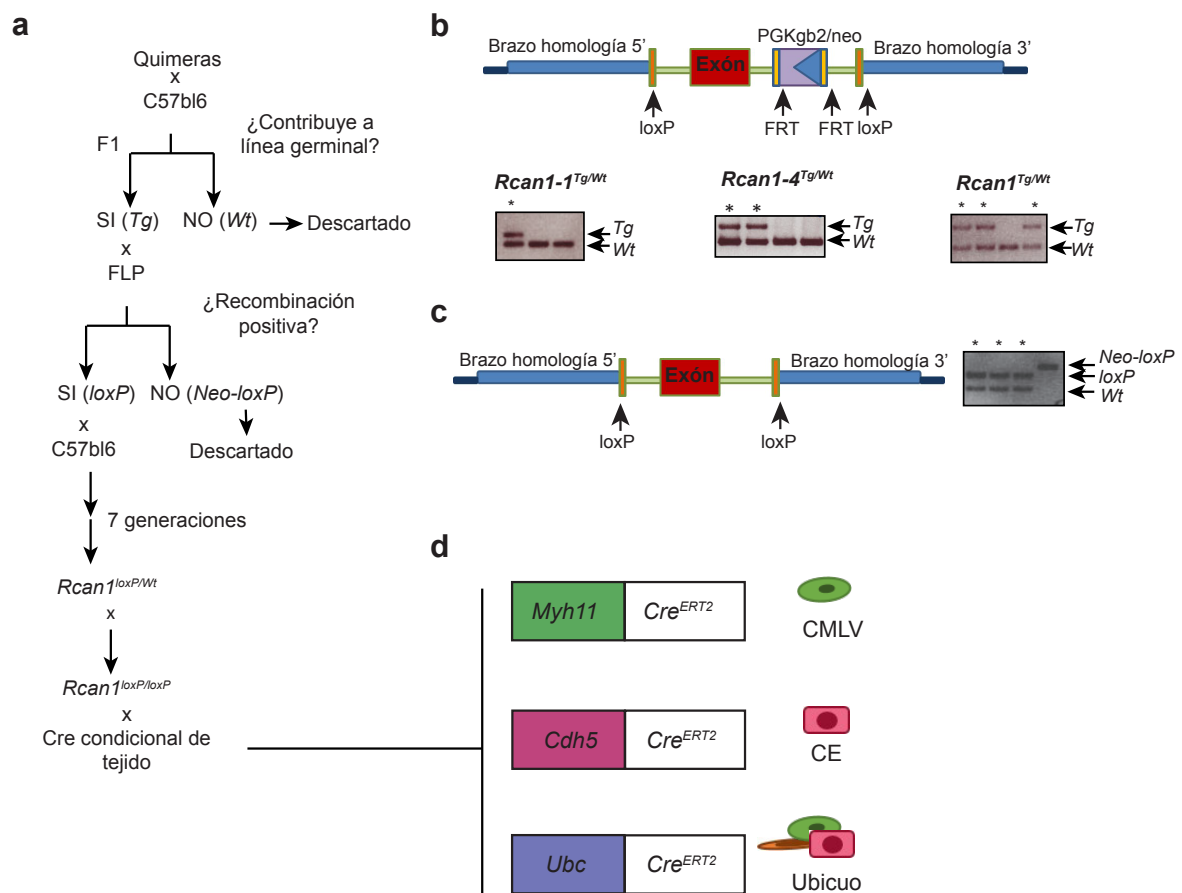 a
Quimeras
x
C57bl6
F1
¿Contribuye a
línea germinal?
SI (Tg)
NO (Wt)
Descartado
x
FLP
¿Recombinación
positiva?
SI (loxP)
NO (Neo-loxP)
x
C57bl6
Descartado
7 generaciones
Rcan1loxP/Wt
x
Rcan1loxP/loxP
x
Cre condicional de
tejido
b
PGKgb2/neo
Brazo homología 5’
Exón
Brazo homología 3’
loxP
FRT
FRT
loxP
Rcan1-1Tg/Wt
*
Tg
Wt
Rcan1-4Tg/Wt
* *
Tg
Wt
Rcan1Tg/Wt
* * *
Tg
Wt
c
Brazo homología 5’
Exón
Brazo homología 3’
loxP
loxP
* * *
Neo-loxP
loxP
Wt
d
Myh11
CreERT2
CMLV
Cdh5
CreERT2
CE
Ubc
CreERT2
Ubicuo